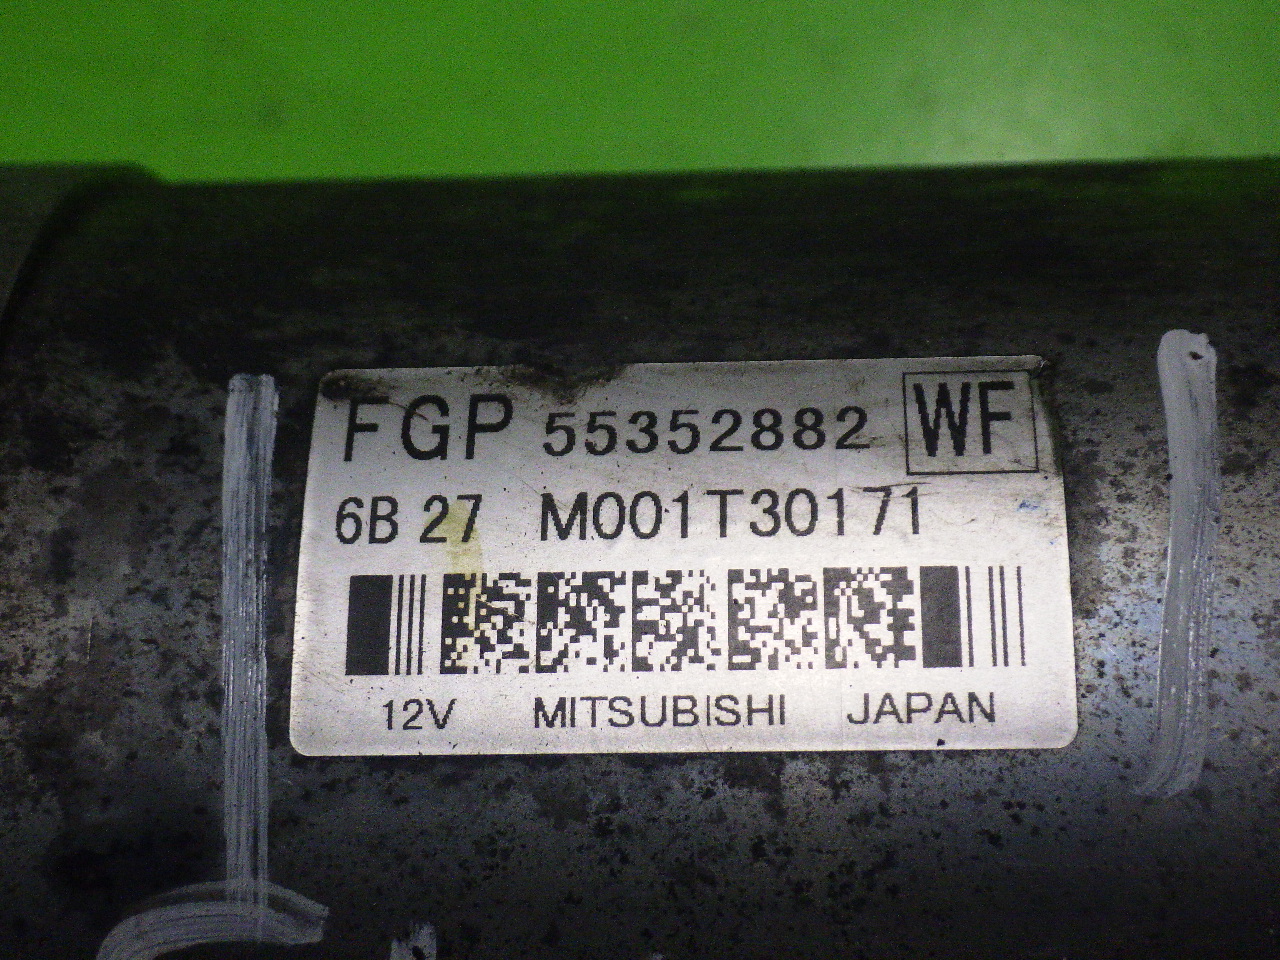 FGP 55352882 WF
6B 27 M001T30171
12V MITSUBISHI JAPAN